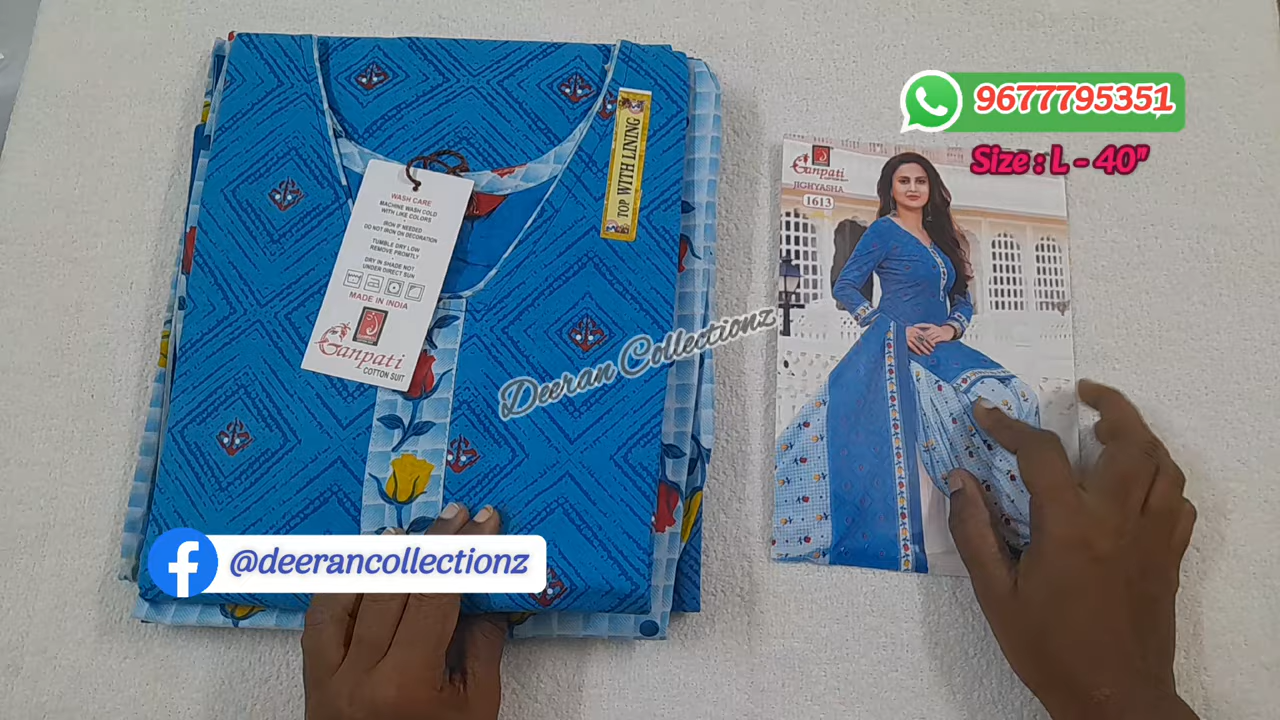 9677795351
Size : L - 40"
TOP WITH LINING
WASH CARE
MACHINE WASH COLD
WITH LIKE COLORS
IRON IF NEEDED
DO NOT IRON OR DECORATION
TUMBLE DRY LOW
REMOVE PROMTLY
DRY IN SHADE NOT
UNDER DIRECT SUN
MADE IN INDIA
Ganpati
COTTON SUIT
Ganpati
JIGHYASHA
1613
Deeran Collectionz
@deerancollectionz